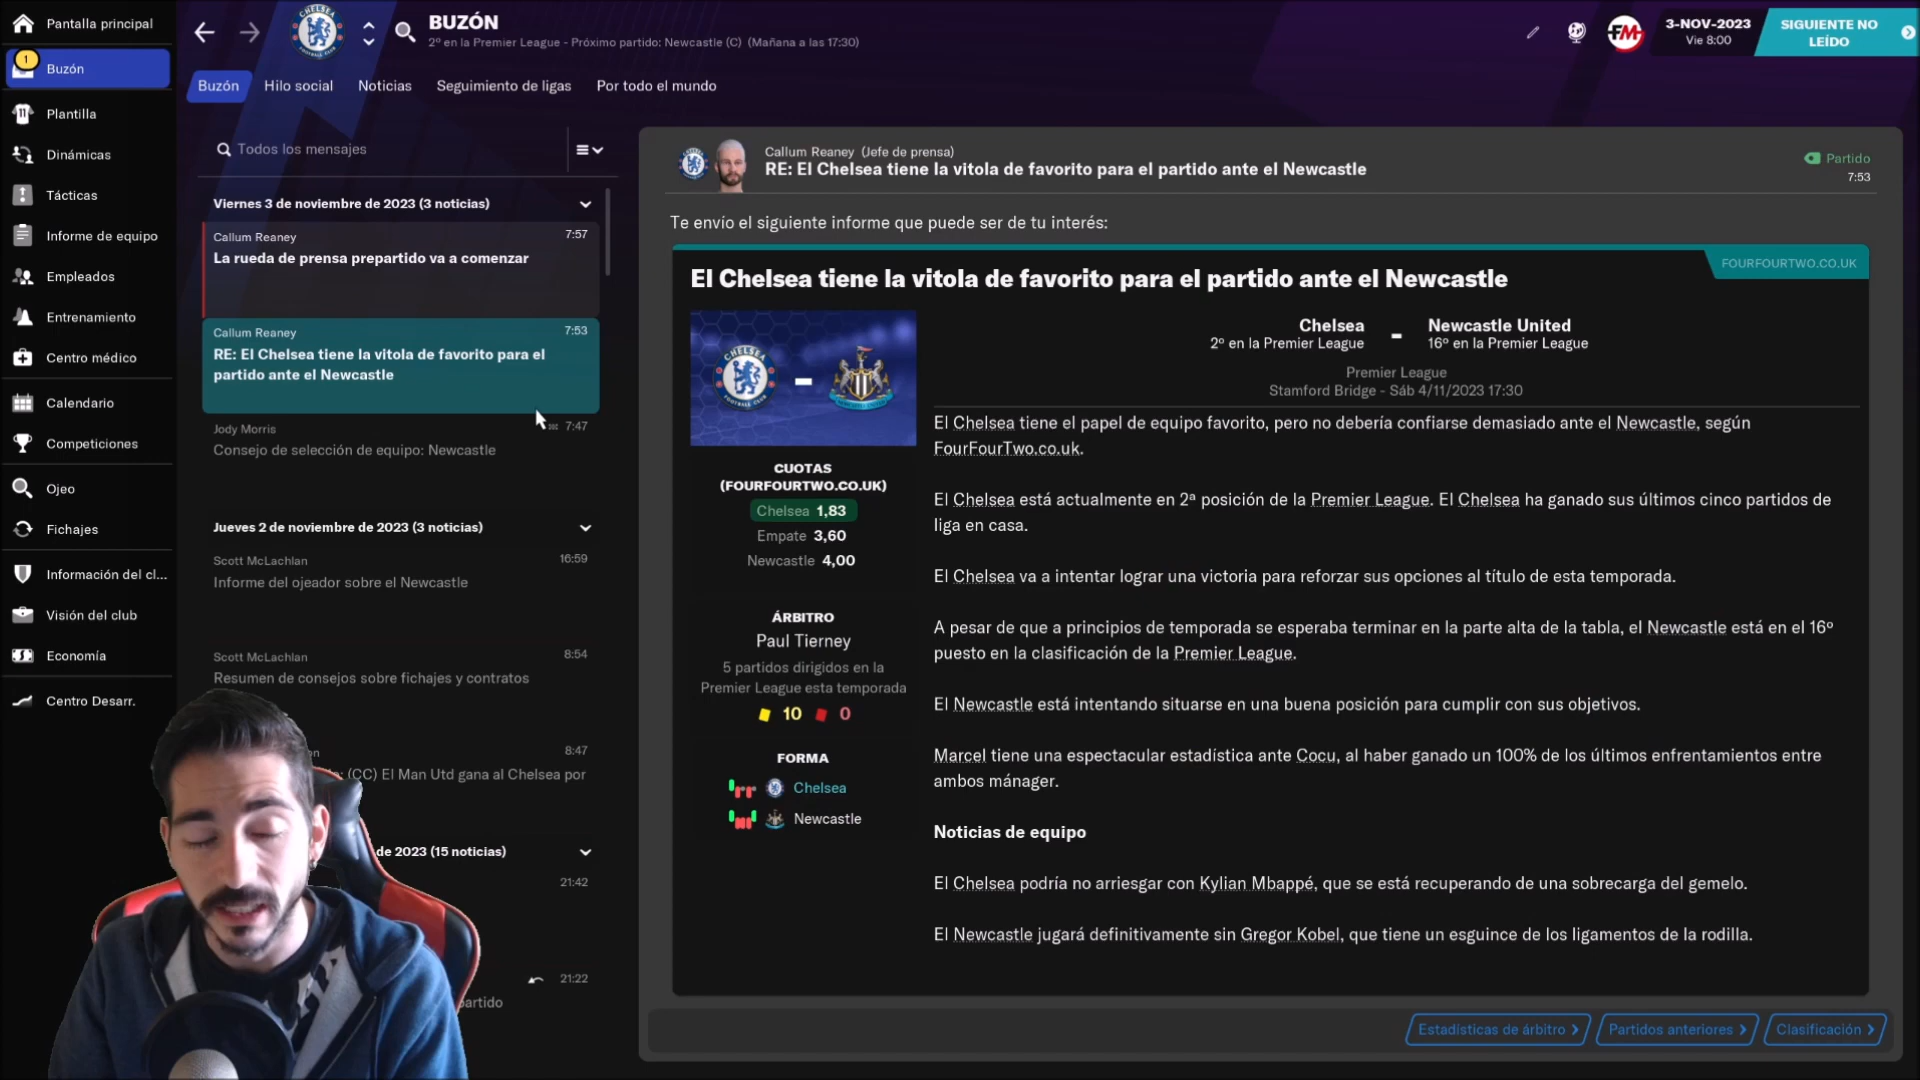 Pantalla principal
1
Buzón
Plantilla
Dinámicas
Tácticas
Informe de equipo
Empleados
Entrenamiento
Centro médico
Calendario
Competiciones
Ojeo
Fichajes
Información del cl...
Visión del club
Economía
Centro Desarr.
BUZÓN
2º en la Premier League - Próximo partido: Newcastle (C) (Mañana a las 17:30)
FM
3-NOV-2023
Vie 8:00
SIGUIENTE NO
LEÍDO
Buzón
Hilo social
Noticias
Seguimiento de ligas
Por todo el mundo
Todos los mensajes
Viernes 3 de noviembre de 2023 (3 noticias)
Callum Reaney 7:57
La rueda de prensa prepartido va a comenzar
Callum Reaney 7:53
RE: El Chelsea tiene la vitola de favorito para el
partido ante el Newcastle
Jody Morris 7:47
Consejo de selección de equipo: Newcastle
Jueves 2 de noviembre de 2023 (3 noticias)
Scott McLachlan 16:59
Informe del ojeador sobre el Newcastle
Scott McLachlan 8:54
Resumen de consejos sobre fichajes y contratos
8:47
(CC) El Man Utd gana al Chelsea por
de 2023 (15 noticias)
21:42
21:22
partido
Callum Reaney (Jefe de prensa)
RE: El Chelsea tiene la vitola de favorito para el partido ante el Newcastle
Partido
7:53
Te envío el siguiente informe que puede ser de tu interés:
FOURFOURTWO.CO.UK
El Chelsea tiene la vitola de favorito para el partido ante el Newcastle
Chelsea - Newcastle United
2º en la Premier League 16º en la Premier League
Premier League
Stamford Bridge - Sáb 4/11/2023 17:30
CUOTAS
(FOURFOURTWO.CO.UK)
Chelsea 1,83
Empate 3,60
Newcastle 4,00
ÁRBITRO
Paul Tierney
5 partidos dirigidos en la
Premier League esta temporada
10 0
FORMA
Chelsea
Newcastle
El Chelsea tiene el papel de equipo favorito, pero no debería confiarse demasiado ante el Newcastle, según
FourFourTwo.co.uk.
El Chelsea está actualmente en 2ª posición de la Premier League. El Chelsea ha ganado sus últimos cinco partidos de
liga en casa.
El Chelsea va a intentar lograr una victoria para reforzar sus opciones al título de esta temporada.
A pesar de que a principios de temporada se esperaba terminar en la parte alta de la tabla, el Newcastle está en el 16º
puesto en la clasificación de la Premier League.
El Newcastle está intentando situarse en una buena posición para cumplir con sus objetivos.
Marcel tiene una espectacular estadística ante Cocu, al haber ganado un 100% de los últimos enfrentamientos entre
ambos mánager.
Noticias de equipo
El Chelsea podría no arriesgar con Kylian Mbappé, que se está recuperando de una sobrecarga del gemelo.
El Newcastle jugará definitivamente sin Gregor Kobel, que tiene un esguince de los ligamentos de la rodilla.
Estadísticas de árbitro
Partidos anteriores
Clasificación